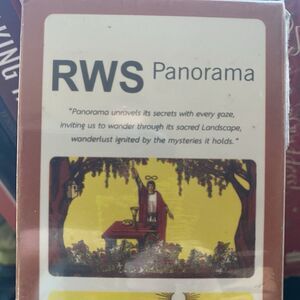 RWS Panorama
"Panorama unravels its secrets with every gaze,
inviting us to wander through its sacred Landscape,
wanderlust ignited by the mysteries it holds."
KING